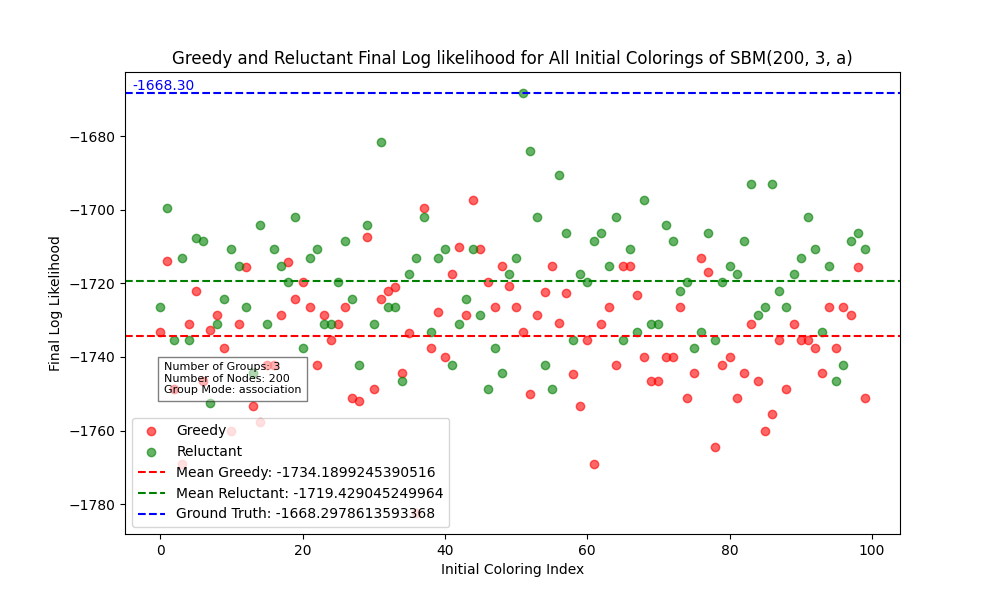 Greedy and Reluctant Final Log likelihood for All Initial Colorings of SBM(200, 3, a)
-1668.30
−1680
−1700
−1720
−1740
−1760
−1780
Final Log Likelihood
Number of Groups: 3
Number of Nodes: 200
Group Mode: association
Greedy
Reluctant
Mean Greedy: -1734.1899245390516
Mean Reluctant: -1719.429045249964
Ground Truth: -1668.2978613593368
0 20 40 60 80 100
Initial Coloring Index